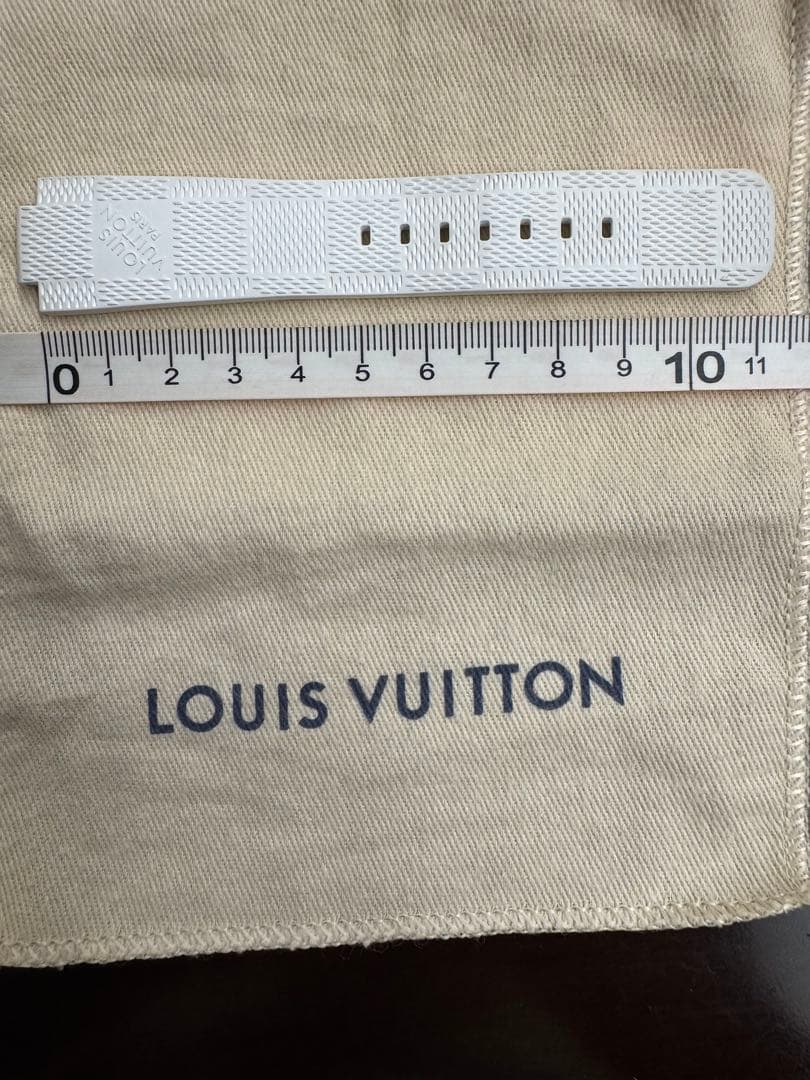 LOUIS
VUITTON
PARIS
0 1 2 3 4 5 6 7 8 9 10 11
LOUIS VUITTON